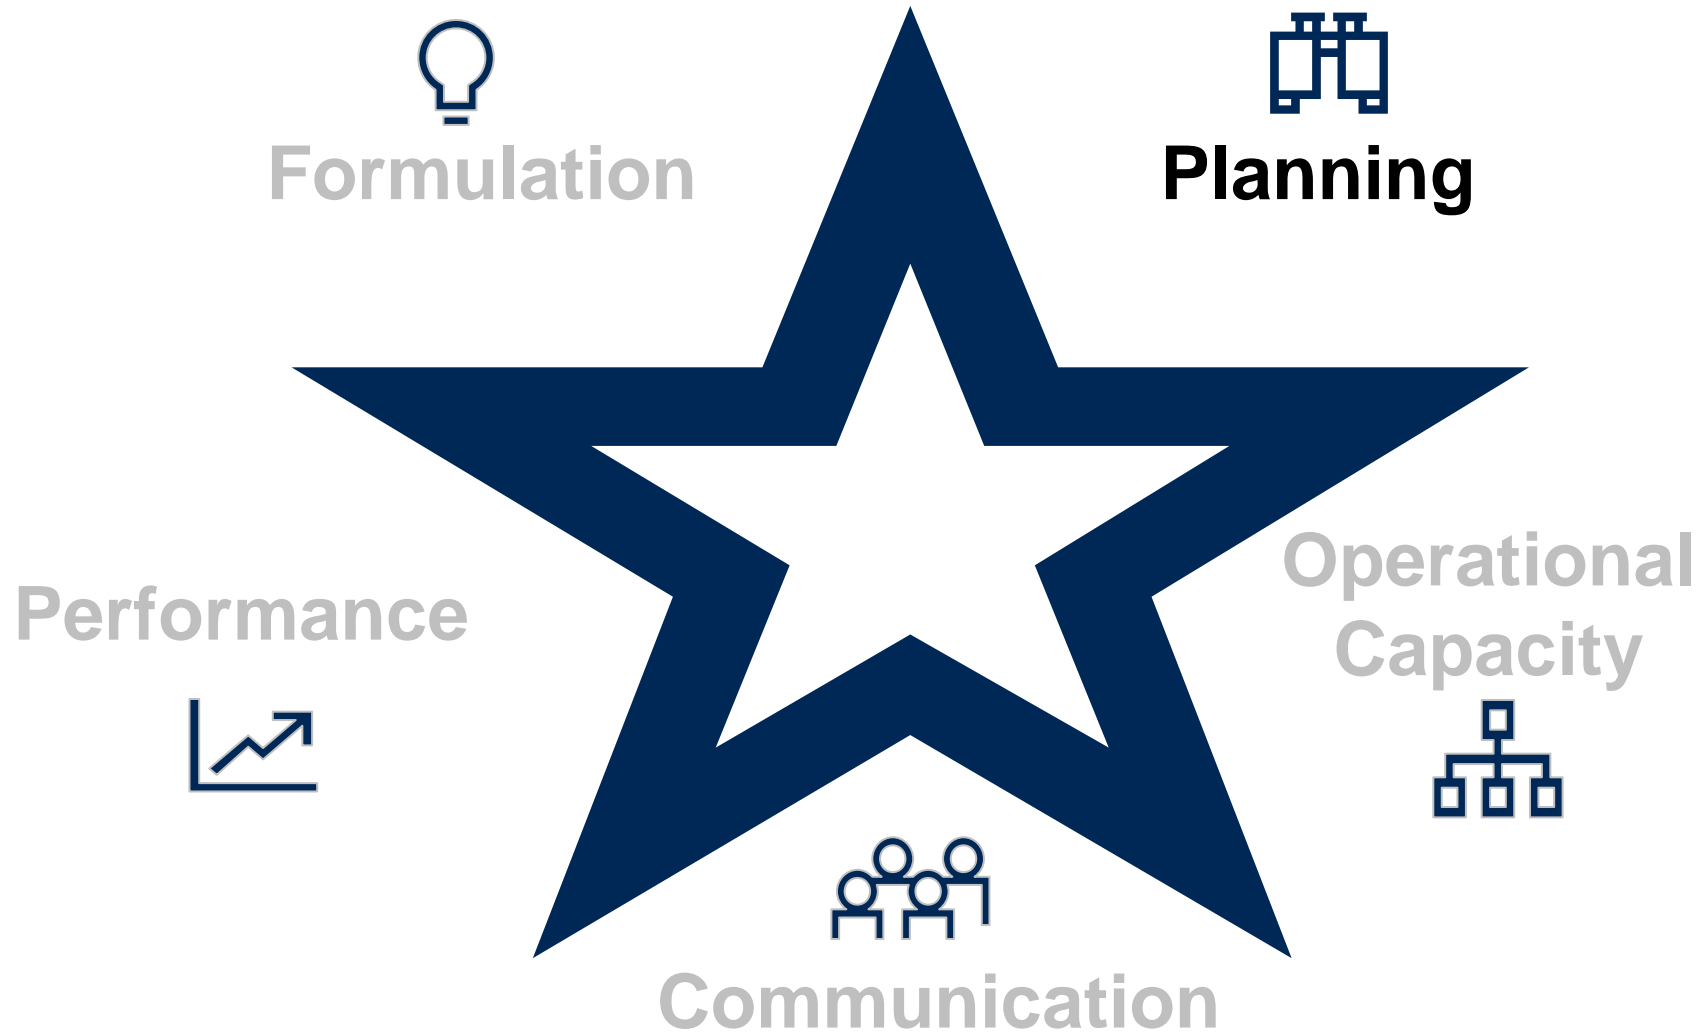 Formulation
Planning
Performance
Operational
Capacity
Communication